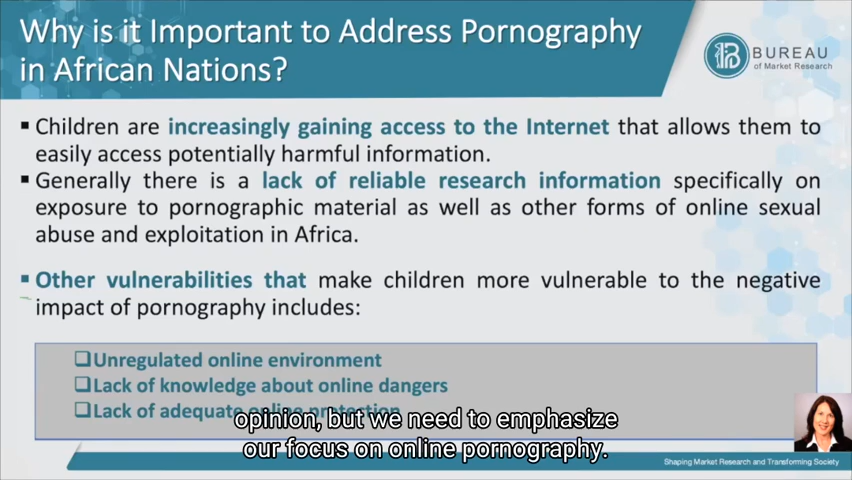 Why is it Important to Address Pornography
in African Nations?
BUREAU
of Market Research
▪ Children are increasingly gaining access to the Internet that allows them to
easily access potentially harmful information.
▪ Generally there is a lack of reliable research information specifically on
exposure to pornographic material as well as other forms of online sexual
abuse and exploitation in Africa.
▪ Other vulnerabilities that make children more vulnerable to the negative
impact of pornography includes:
❑Unregulated online environment
❑Lack of knowledge about online dangers
❑Lack of adequate online protection
opinion, but we need to emphasize
our focus on online pornography.
Shaping Market Research and Transforming Society